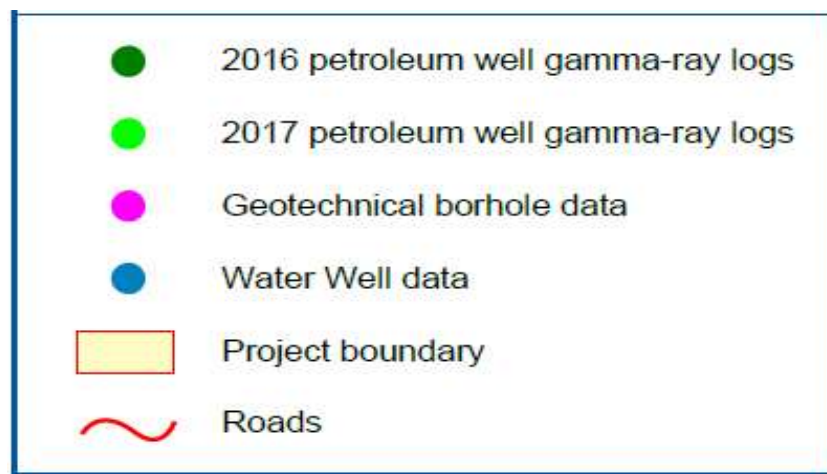 2016 petroleum well gamma-ray logs
2017 petroleum well gamma-ray logs
Geotechnical borhole data
Water Well data
Project boundary
Roads